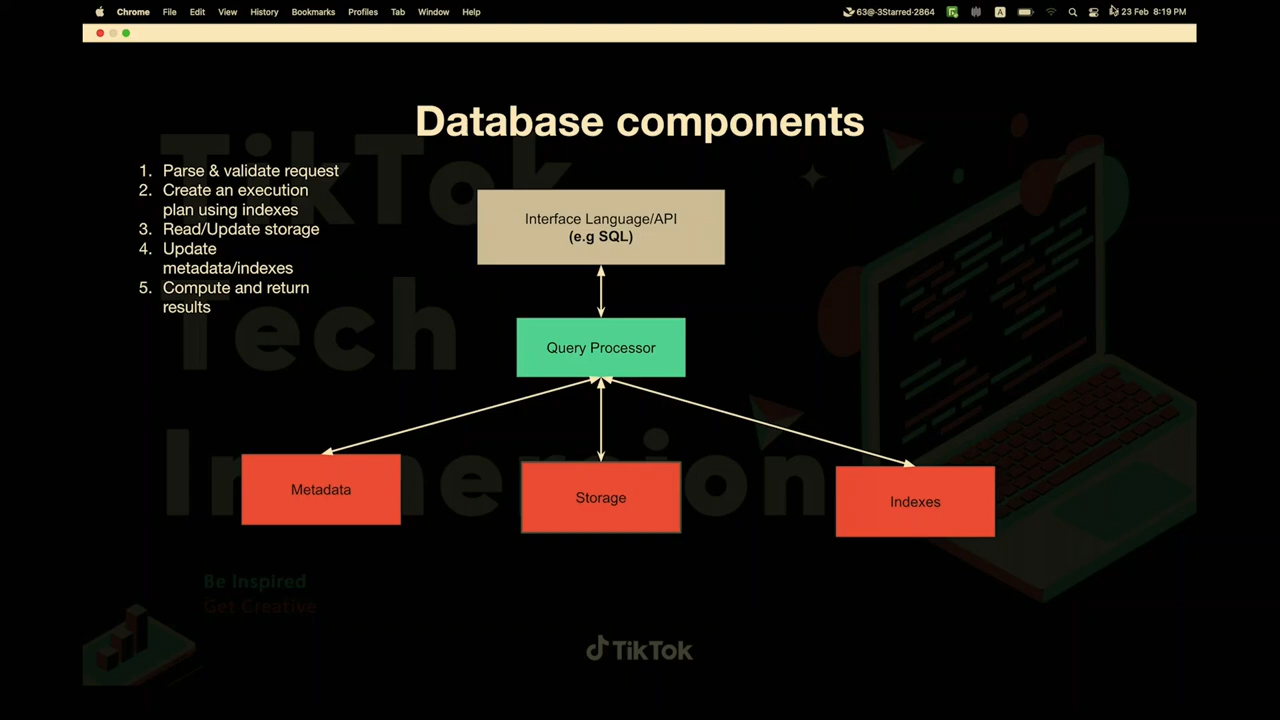 Chrome File Edit View History Bookmarks Profiles Tab Window Help 63@-3Starred-2864 A 23 Feb 8:19 PM
Database components
1. Parse & validate request
2. Create an execution
plan using indexes
3. Read/Update storage
4. Update
metadata/indexes
5. Compute and return
results
Interface Language/API
(e.g SQL)
Query Processor
Metadata
Storage
Indexes
TikTok
Tech
Immersion
Be Inspired
Get Creative
TikTok